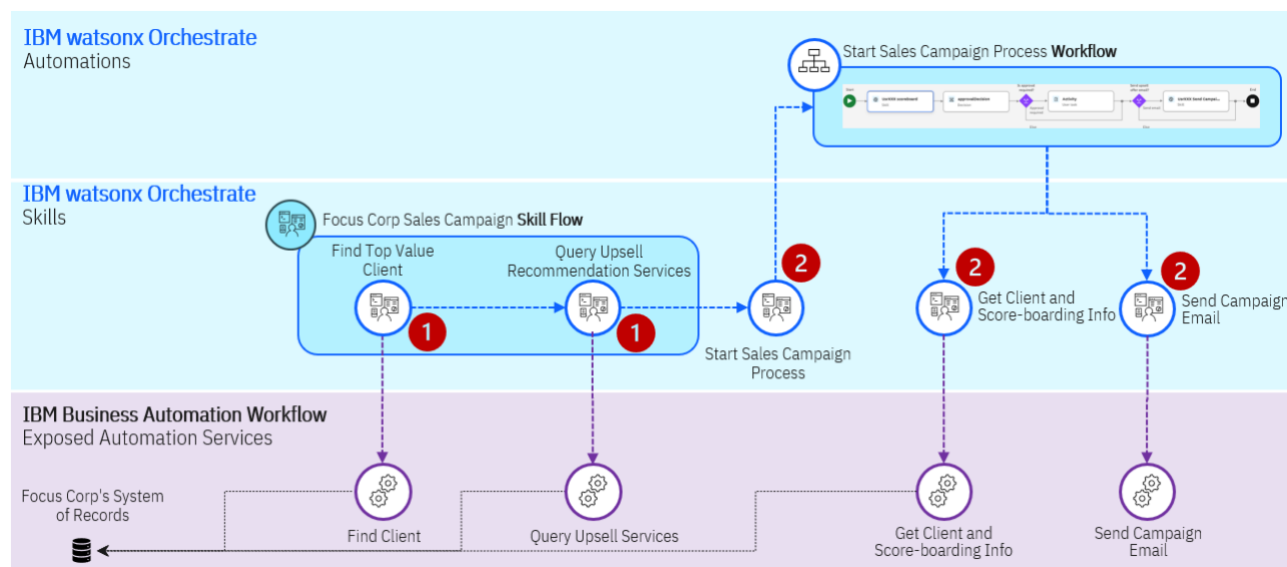 IBM watsonx Orchestrate
Automations
Start Sales Campaign Process Workflow
IBM watsonx Orchestrate
Skills
Focus Corp Sales Campaign Skill Flow
Find Top Value
Client
Query Upsell
Recommendation Services
1
1
2
Start Sales Campaign
Process
2
Get Client and
Score-boarding Info
2
Send Campaign
Email
IBM Business Automation Workflow
Exposed Automation Services
Focus Corp's System
of Records
Find Client
Query Upsell Services
Get Client and
Score-boarding Info
Send Campaign
Email